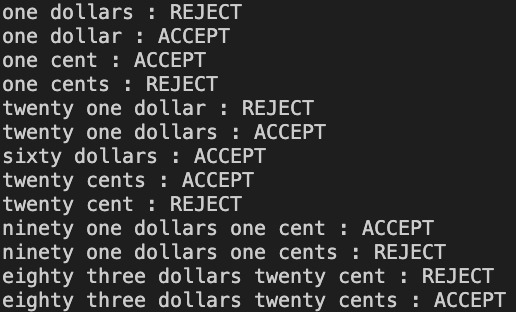 one dollars : REJECT
one dollar : ACCEPT
one cent : ACCEPT
one cents : REJECT
twenty one dollar : REJECT
twenty one dollars : ACCEPT
sixty dollars : ACCEPT
twenty cents : ACCEPT
twenty cent : REJECT
ninety one dollars one cent : ACCEPT
ninety one dollars one cents : REJECT
eighty three dollars twenty cent : REJECT
eighty three dollars twenty cents : ACCEPT